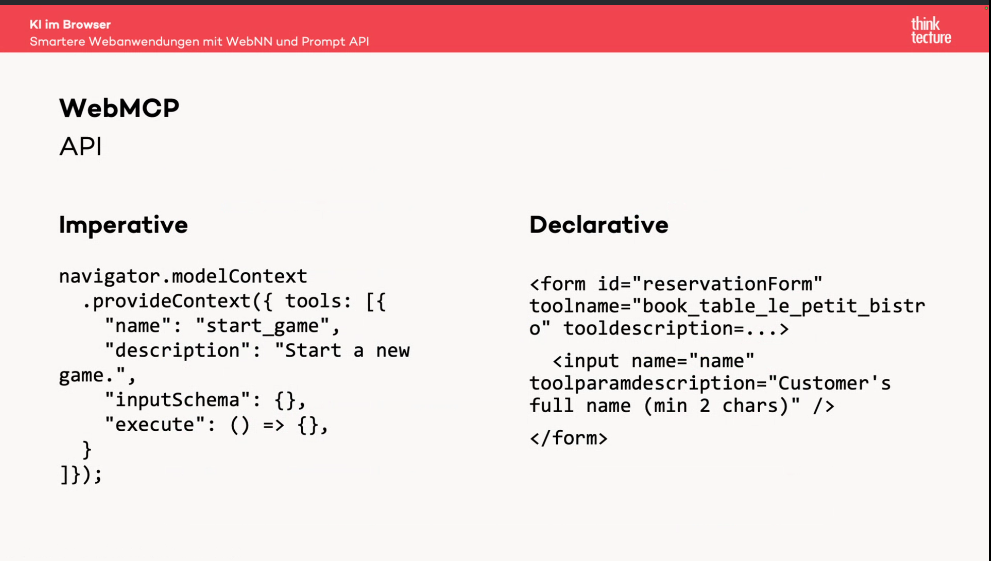 KI im Browser
Smartere Webanwendungen mit WebNN und Prompt API
think
tecture
WebMCP
API
Imperative
navigator.modelContext
  .provideContext({ tools: [{
    "name": "start_game",
    "description": "Start a new
game.",
    "inputSchema": {},
    "execute": () => {},
  }
]});
Declarative
<form id="reservationForm"
toolname="book_table_le_petit_bistr
o" tooldescription=...>
  <input name="name"
toolparamdescription="Customer's
full name (min 2 chars)" />
</form>